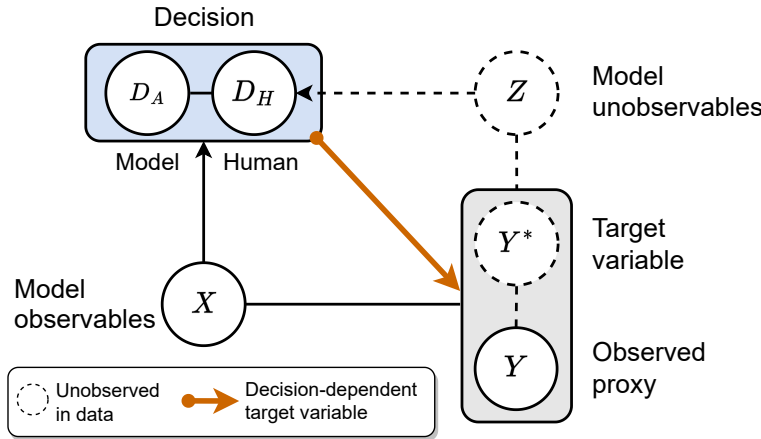 Decision
D_A
D_H
Z
Model
unobservables
Model
Human
Y*
Target
variable
X
Model
observables
Y
Observed
proxy
Unobserved
in data
Decision-dependent
target variable